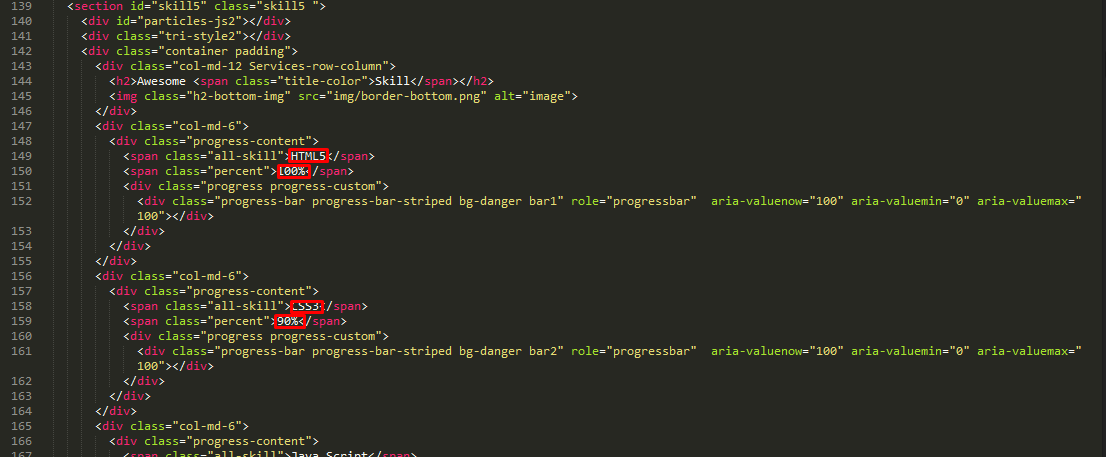 139 <section id="skill5" class="skill5 ">
140 <div id="particles-js2"></div>
141 <div class="tri-style2"></div>
142 <div class="container padding">
143 <div class="col-md-12 Services-row-column">
144 <h2>Awesome <span class="title-color">Skill</span></h2>
145 <img class="h2-bottom-img" src="img/border-bottom.png" alt="image">
146 </div>
147 <div class="col-md-6">
148 <div class="progress-content">
149 <span class="all-skill">HTML5</span>
150 <span class="percent">100%</span>
151 <div class="progress progress-custom">
152 <div class="progress-bar progress-bar-striped bg-danger bar1" role="progressbar"  aria-valuenow="100" aria-valuemin="0" aria-valuemax="
100"></div>
153 </div>
154 </div>
155 </div>
156 <div class="col-md-6">
157 <div class="progress-content">
158 <span class="all-skill">CSS3</span>
159 <span class="percent">90%</span>
160 <div class="progress progress-custom">
161 <div class="progress-bar progress-bar-striped bg-danger bar2" role="progressbar"  aria-valuenow="100" aria-valuemin="0" aria-valuemax="
100"></div>
162 </div>
163 </div>
164 </div>
165 <div class="col-md-6">
166 <div class="progress-content">
167 <span class="all-skill">Java Script</span>